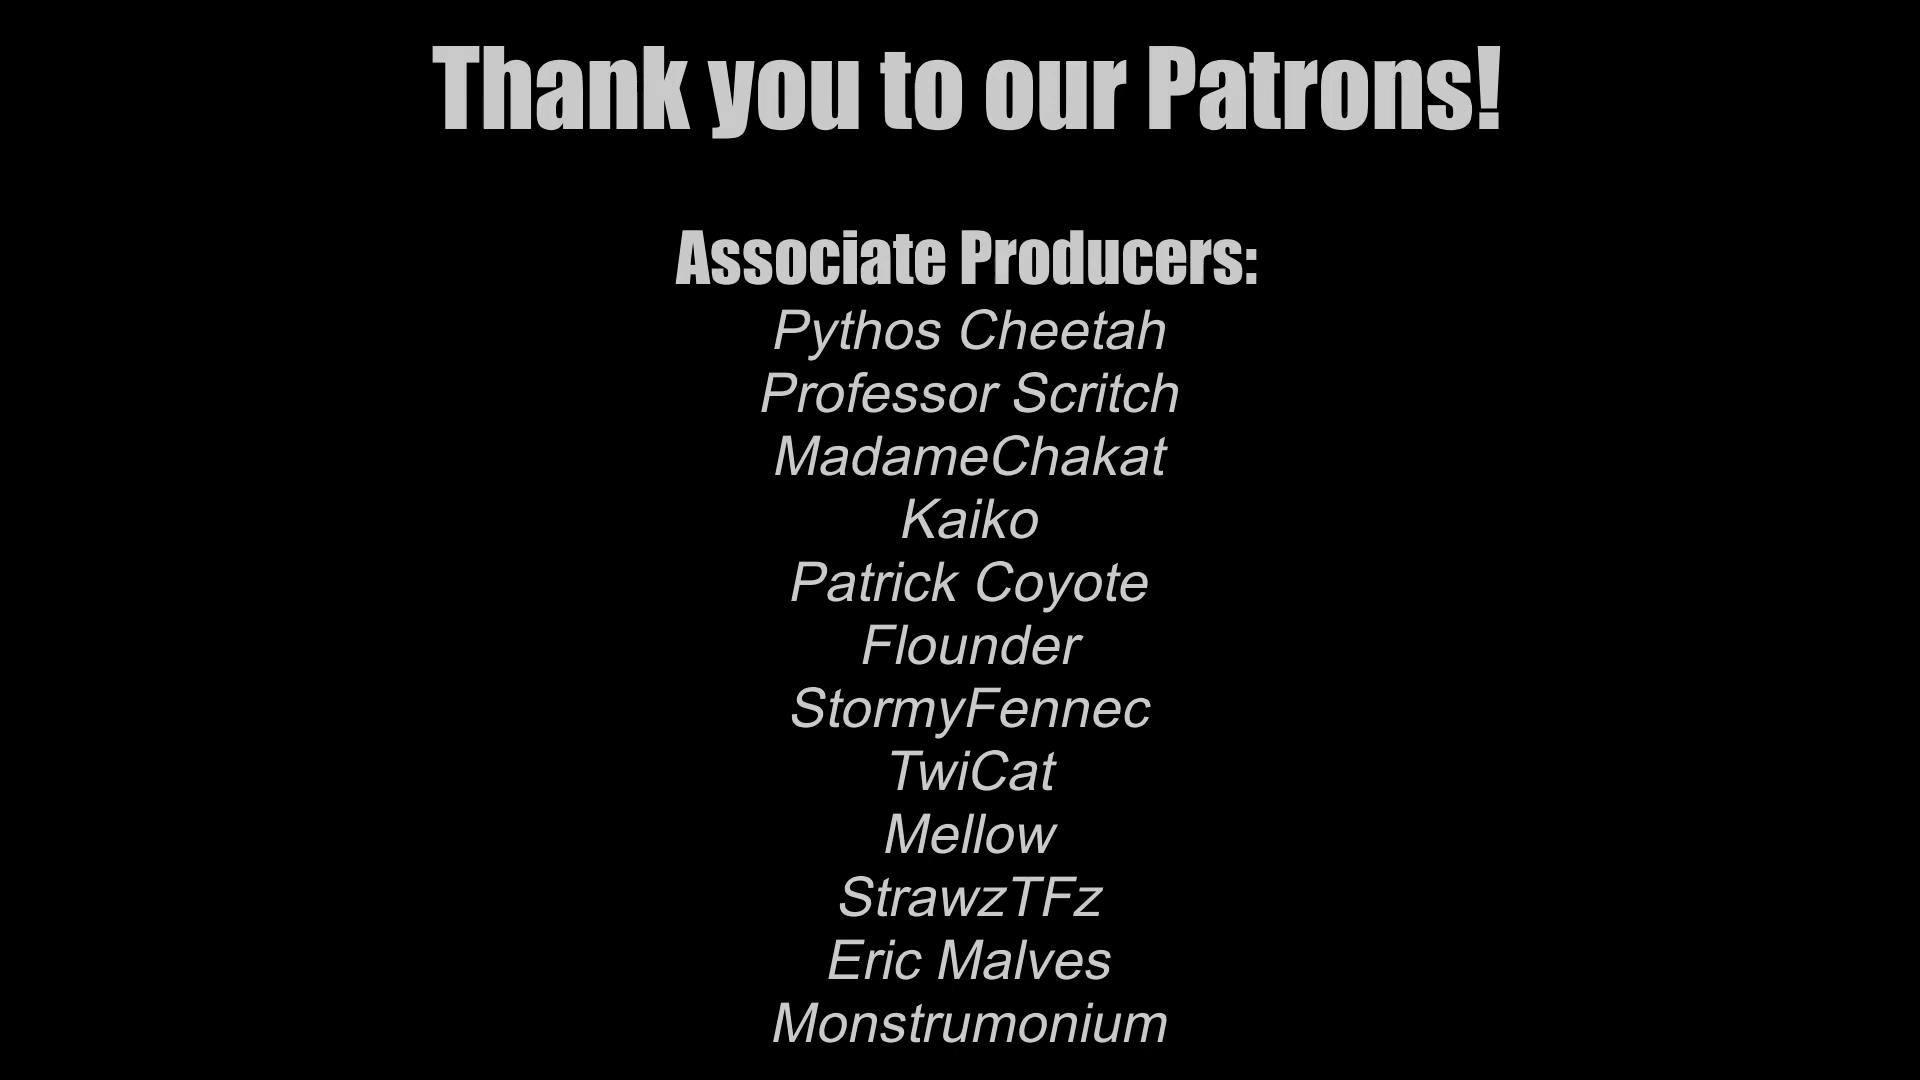 Thank you to our Patrons!
Associate Producers:
Pythos Cheetah
Professor Scritch
MadameChakat
Kaiko
Patrick Coyote
Flounder
StormyFennec
TwiCat
Mellow
StrawzTFz
Eric Malves
Monstrumonium